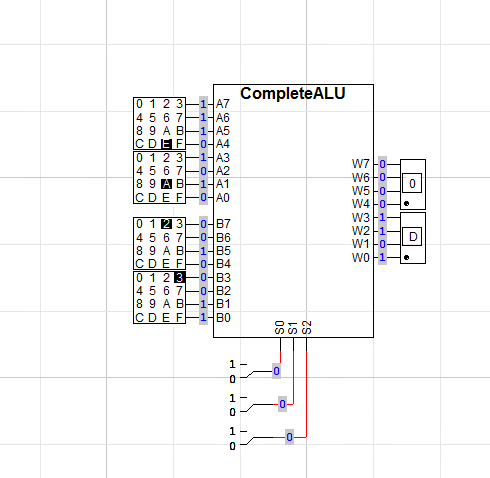 CompleteALU
0 1 2 3 1 A7
4 5 6 7 1 A6
8 9 A B 1 A5
C D E F 0 A4
0 1 2 3 1 A3
4 5 6 7 0 A2
8 9 A B 1 A1
C D E F 0 A0
0 1 2 3 0 B7
4 5 6 7 0 B6
8 9 A B 1 B5
C D E F 0 B4
0 1 2 3 0 B3
4 5 6 7 0 B2
8 9 A B 1 B1
C D E F 1 B0
W7 0
W6 0
W5 0
W4 0
0
W3 1
W2 1
W1 0
W0 1
D
S0 S1 S2
1
0 0
1
0 0
1
0 0